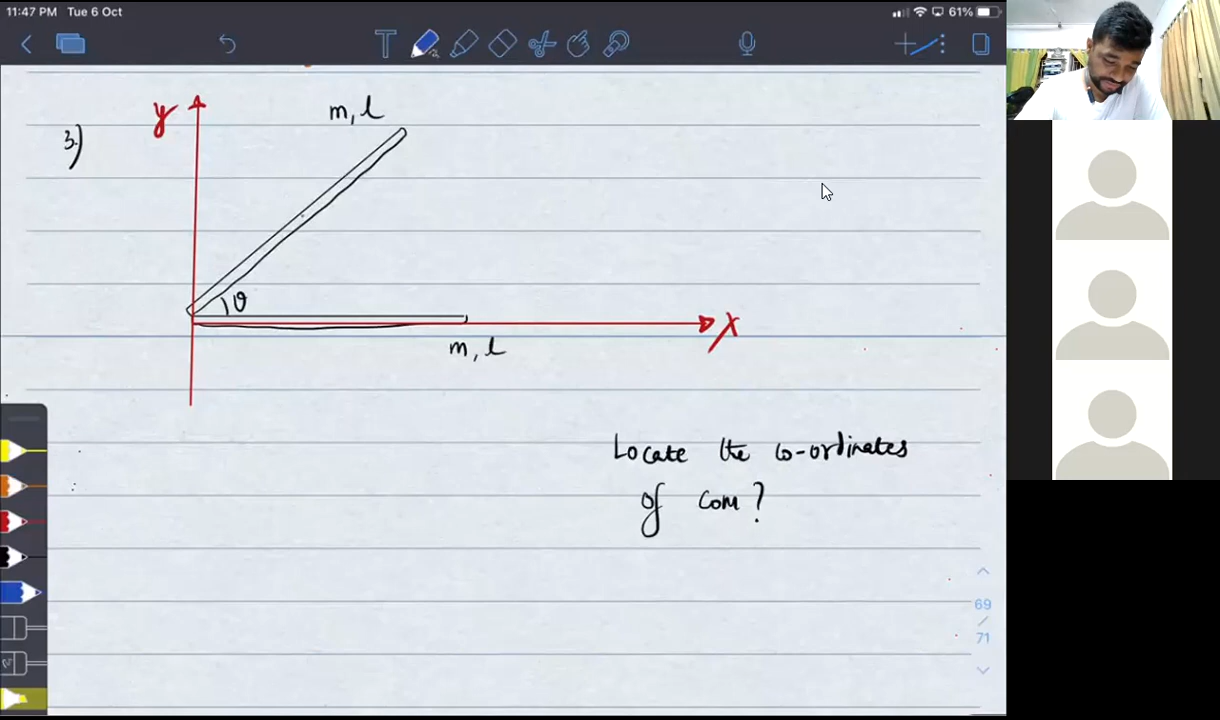 11:47 PM Tue 6 Oct
61%
T
3.)
y
m, l
θ
x
m, l
Locate the co-ordinates
of com?
69
/
71